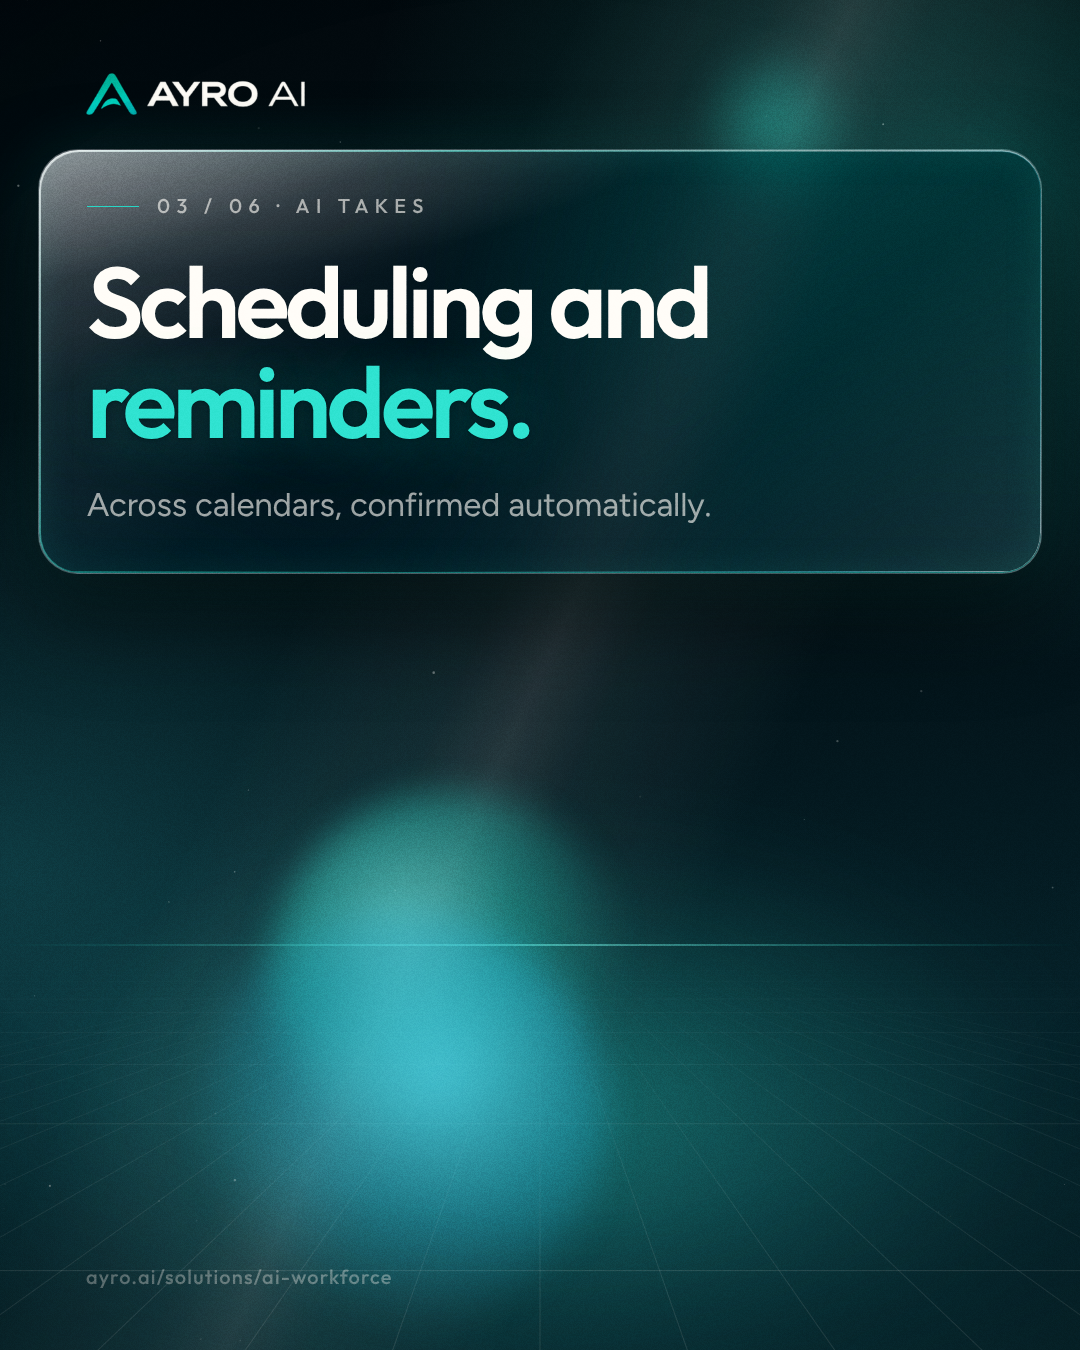 AYRO AI
03 / 06 · AI TAKES
Scheduling and
reminders.
Across calendars, confirmed automatically.
ayro.ai/solutions/ai-workforce